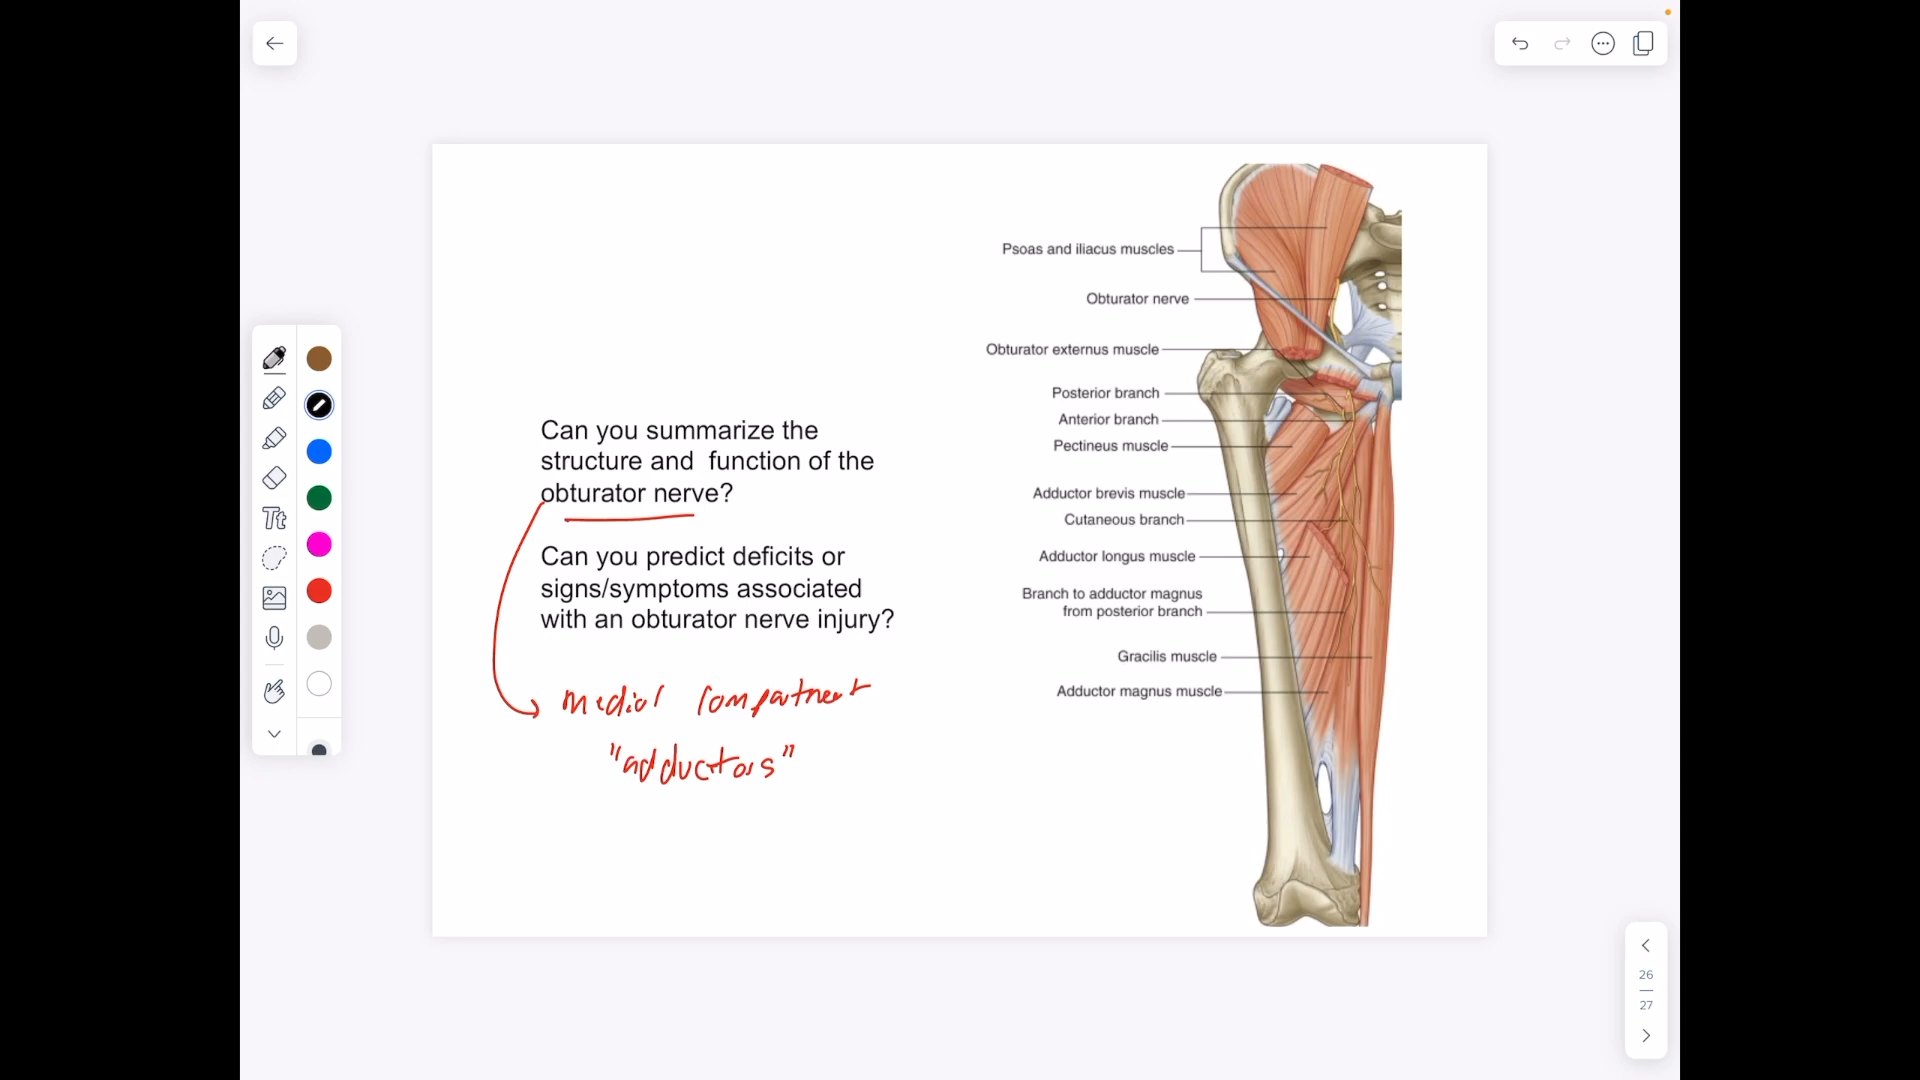 Can you summarize the
structure and function of the
obturator nerve?
Can you predict deficits or
signs/symptoms associated
with an obturator nerve injury?
medial compartment
"adductors"
Psoas and iliacus muscles
Obturator nerve
Obturator externus muscle
Posterior branch
Anterior branch
Pectineus muscle
Adductor brevis muscle
Cutaneous branch
Adductor longus muscle
Branch to adductor magnus
from posterior branch
Gracilis muscle
Adductor magnus muscle
Tt
26
27